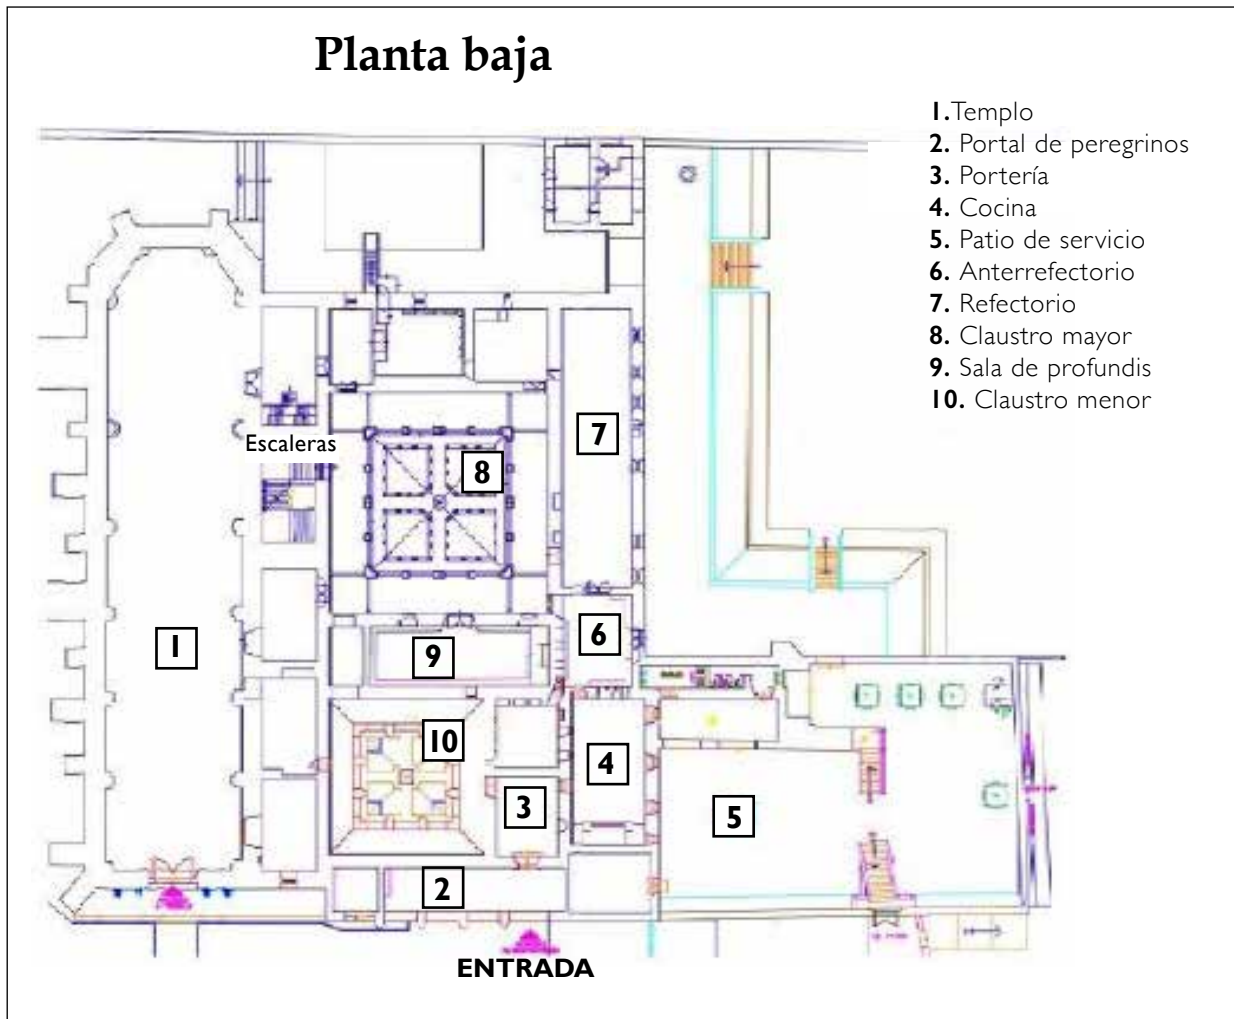 Planta baja
1.Templo
2. Portal de peregrinos
3. Portería
4. Cocina
5. Patio de servicio
6. Anterrefectorio
7. Refectorio
8. Claustro mayor
9. Sala de profundis
10. Claustro menor
7
Escaleras
8
6
1
9
10
4
3
5
2
ENTRADA